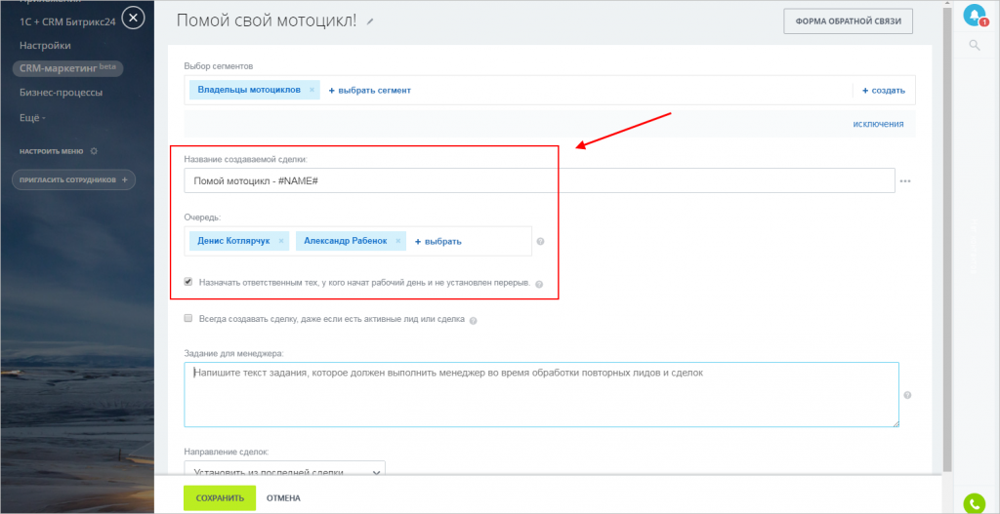 Приложения
1С + CRM Битрикс24
Настройки
CRM-маркетинг beta
Бизнес-процессы
Ещё -
НАСТРОИТЬ МЕНЮ
ПРИГЛАСИТЬ СОТРУДНИКОВ +
Помой свой мотоцикл!
ФОРМА ОБРАТНОЙ СВЯЗИ
1
Выбор сегментов
Владельцы мотоциклов × + выбрать сегмент + создать
исключения
Название создаваемой сделки:
Помой мотоцикл - #NAME#
Очередь:
Денис Котлярчук × Александр Рабенок × + выбрать ?
Назначать ответственным тех, у кого начат рабочий день и не установлен перерыв. ?
Всегда создавать сделку, даже если есть активные лид или сделка ?
Задание для менеджера:
Напишите текст задания, которое должен выполнить менеджер во время обработки повторных лидов и сделок
?
Направление сделок:
Установить из последней сделки
СОХРАНИТЬ ОТМЕНА